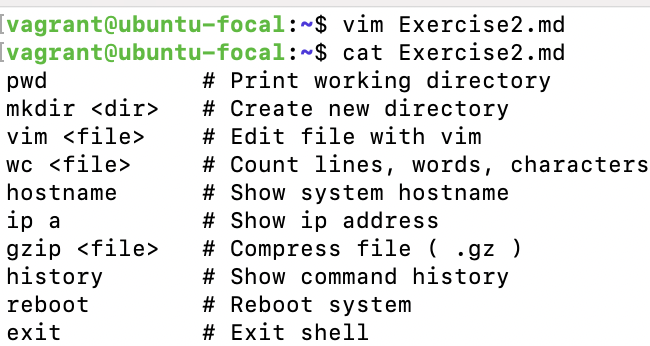 vagrant@ubuntu-focal:~$ vim Exercise2.md
vagrant@ubuntu-focal:~$ cat Exercise2.md
pwd            # Print working directory
mkdir <dir>    # Create new directory
vim <file>     # Edit file with vim
wc <file>      # Count lines, words, characters
hostname       # Show system hostname
ip a           # Show ip address
gzip <file>    # Compress file ( .gz )
history        # Show command history
reboot         # Reboot system
exit           # Exit shell